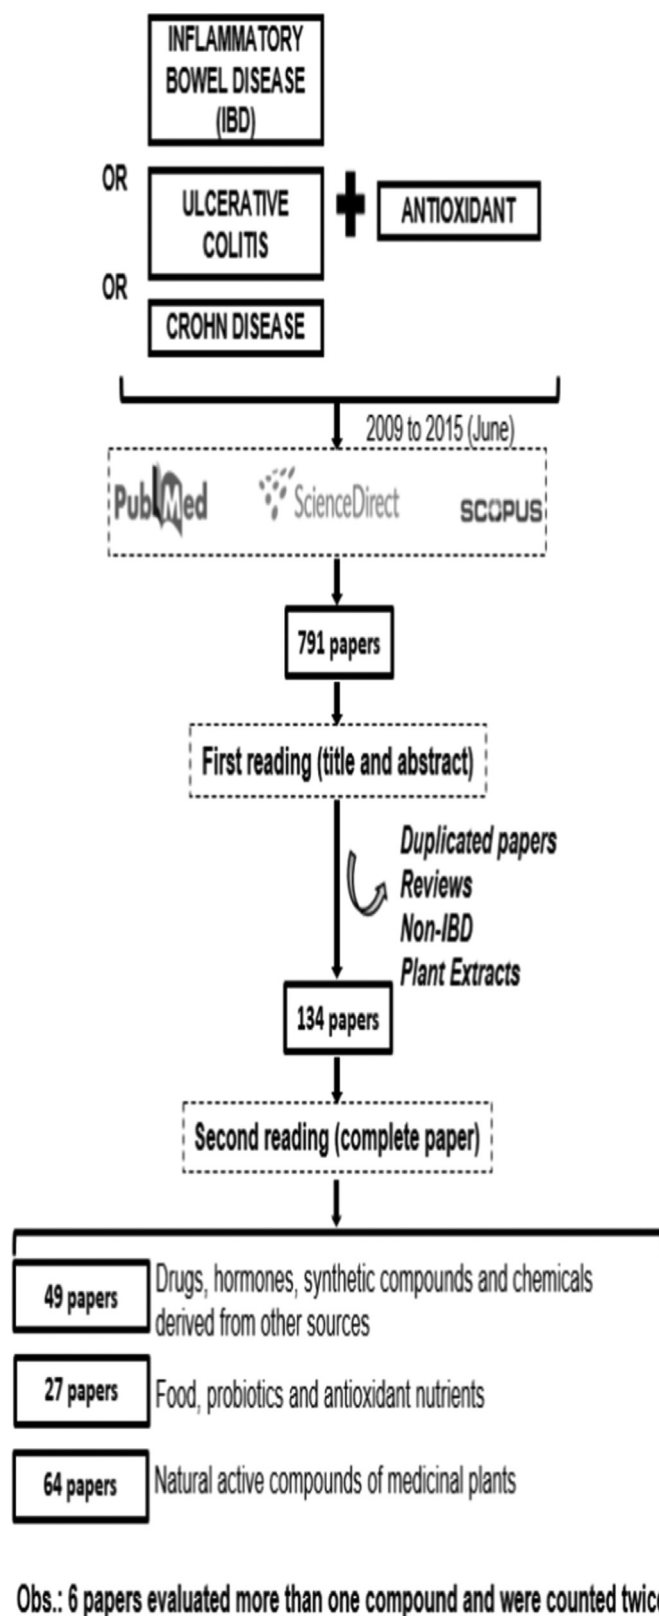 INFLAMMATORY
BOWEL DISEASE
(IBD)
OR
ULCERATIVE
COLITIS
ANTIOXIDANT
OR
CROHN DISEASE
2009 to 2015 (June)
PubMed
ScienceDirect
SCOPUS
791 papers
First reading (title and abstract)
Duplicated papers
Reviews
Non-IBD
Plant Extracts
134 papers
Second reading (complete paper)
49 papers
Drugs, hormones, synthetic compounds and chemicals
derived from other sources
27 papers
Food, probiotics and antioxidant nutrients
64 papers
Natural active compounds of medicinal plants
Obs.: 6 papers evaluated more than one compound and were counted twice